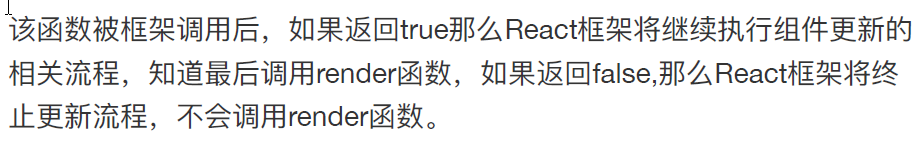 该函数被框架调用后，如果返回true那么React框架将继续执行组件更新的
相关流程，知道最后调用render函数，如果返回false,那么React框架将终
止更新流程，不会调用render函数。